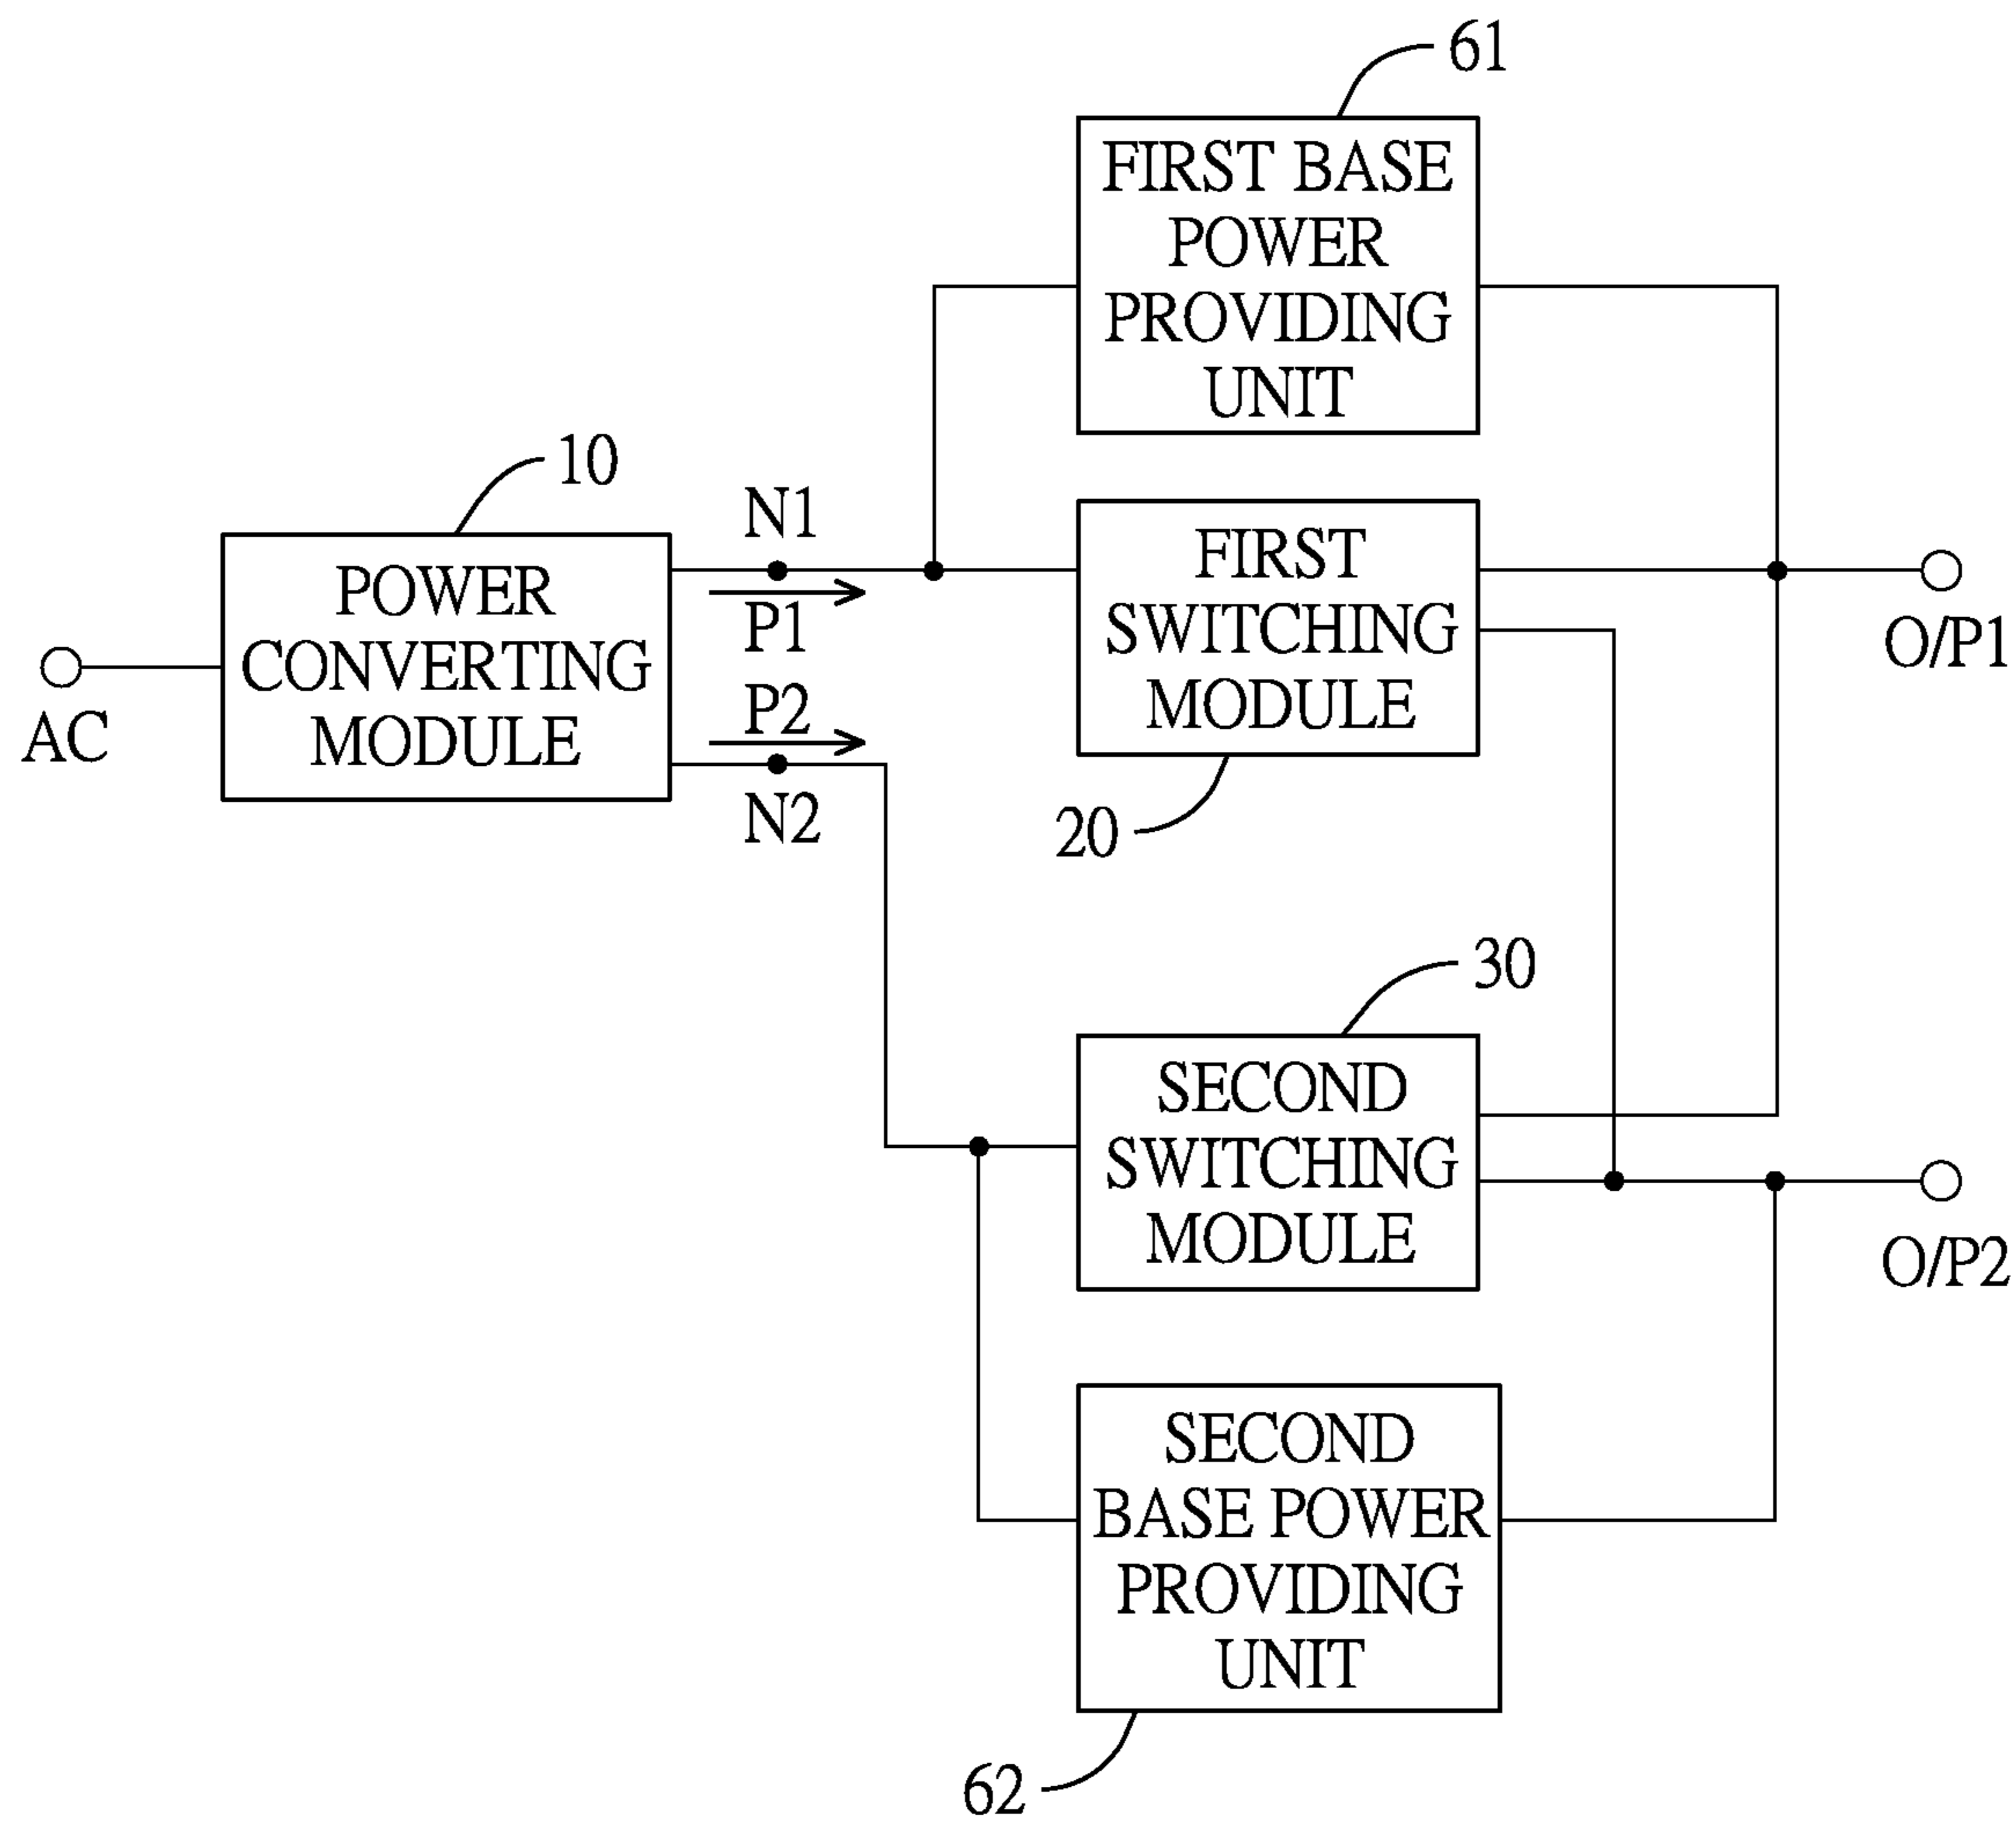 61
FIRST BASE
POWER
PROVIDING
UNIT
10
POWER
CONVERTING
MODULE
AC
N1
P1
P2
N2
FIRST
SWITCHING
MODULE
20
O/P1
30
SECOND
SWITCHING
MODULE
O/P2
SECOND
BASE POWER
PROVIDING
UNIT
62